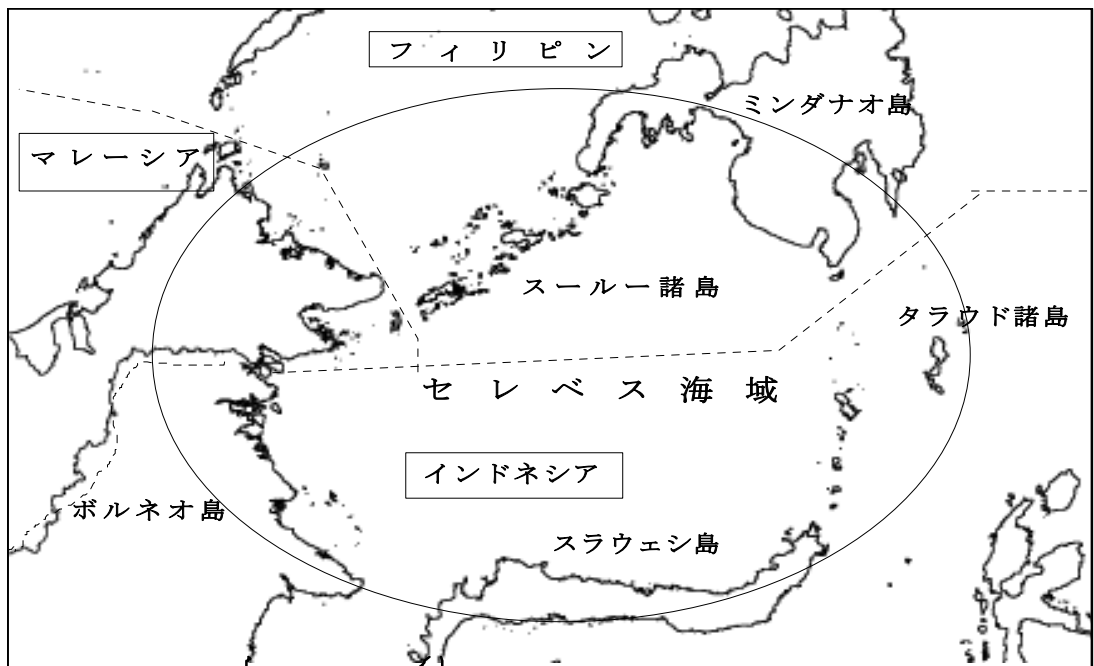 フィリピン
ミンダナオ島
マレーシア
スールー諸島
タラウド諸島
セレベス海域
インドネシア
ボルネオ島
スラウェシ島